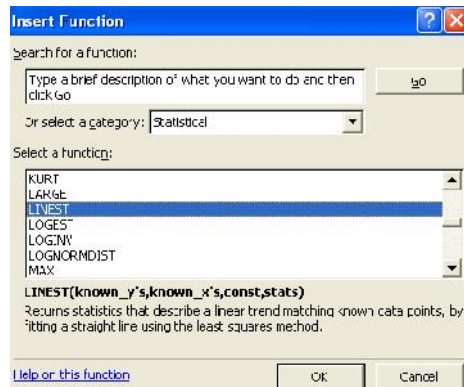 Insert Function
Search for a function:
Type a brief description of what you want to do and then
click Go
Go
Or select a category: Statistical
Select a function:
KURT
LARGE
LINEST
LOGEST
LOGINV
LOGNORMDIST
MAX
LINEST(known_y's,known_x's,const,stats)
Returns statistics that describe a linear trend matching known data points, by
fitting a straight line using the least squares method.
Help on this function
OK
Cancel